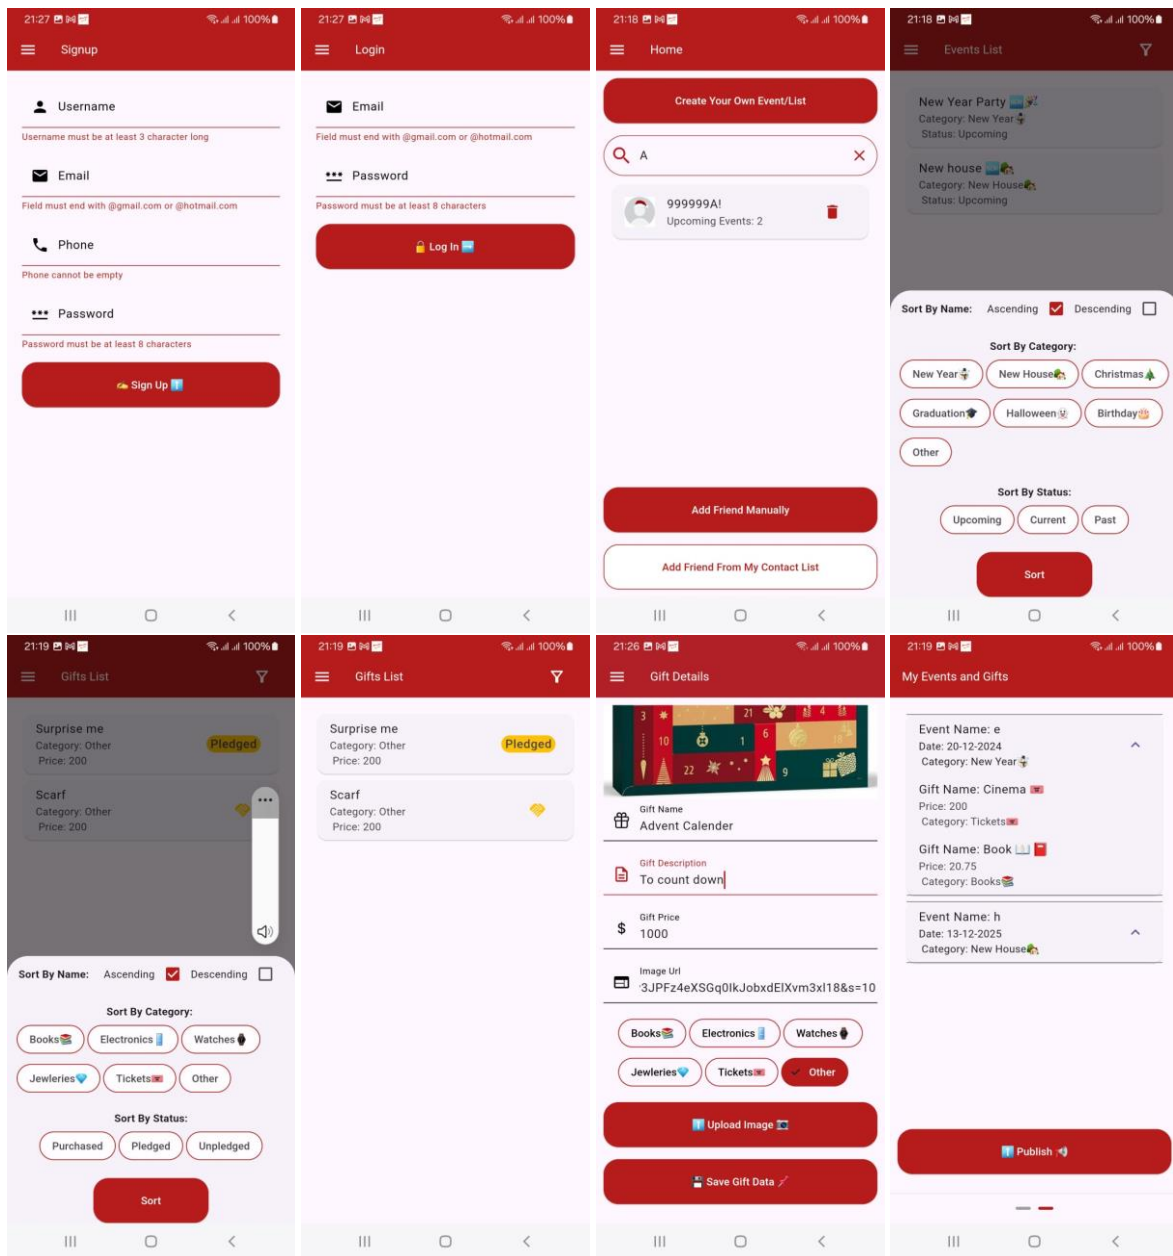 21:27
100%
Signup
Username
Username must be at least 3 character long
Email
Field must end with @gmail.com or @hotmail.com
Phone
Phone cannot be empty
Password
Password must be at least 8 characters
Sign Up
21:27
100%
Login
Email
Field must end with @gmail.com or @hotmail.com
Password
Password must be at least 8 characters
Log In
21:18
100%
Home
Create Your Own Event/List
A
999999A!
Upcoming Events: 2
Add Friend Manually
Add Friend From My Contact List
21:18
100%
Events List
New Year Party
Category: New Year
Status: Upcoming
New house
Category: New House
Status: Upcoming
Sort By Name: Ascending Descending
Sort By Category:
New Year New House Christmas
Graduation Halloween Birthday
Other
Sort By Status:
Upcoming Current Past
Sort
21:19
100%
Gifts List
Surprise me
Category: Other
Pledged
Price: 200
Scarf
Category: Other
Price: 200
Sort By Name: Ascending Descending
Sort By Category:
Books Electronics Watches
Jewleries Tickets Other
Sort By Status:
Purchased Pledged Unpledged
Sort
21:19
100%
Gifts List
Surprise me
Category: Other
Pledged
Price: 200
Scarf
Category: Other
Price: 200
21:26
100%
Gift Details
3 21 4
10 1 6
22 9
Gift Name
Advent Calender
Gift Description
To count down
Gift Price
$ 1000
Image Url
3JPFz4eXSGq0IkJobxdElXvm3xl18&s=10
Books Electronics Watches
Jewleries Tickets Other
Upload Image
Save Gift Data
21:19
100%
My Events and Gifts
Event Name: e
Date: 20-12-2024
Category: New Year
Gift Name: Cinema
Price: 200
Category: Tickets
Gift Name: Book
Price: 20.75
Category: Books
Event Name: h
Date: 13-12-2025
Category: New House
Publish